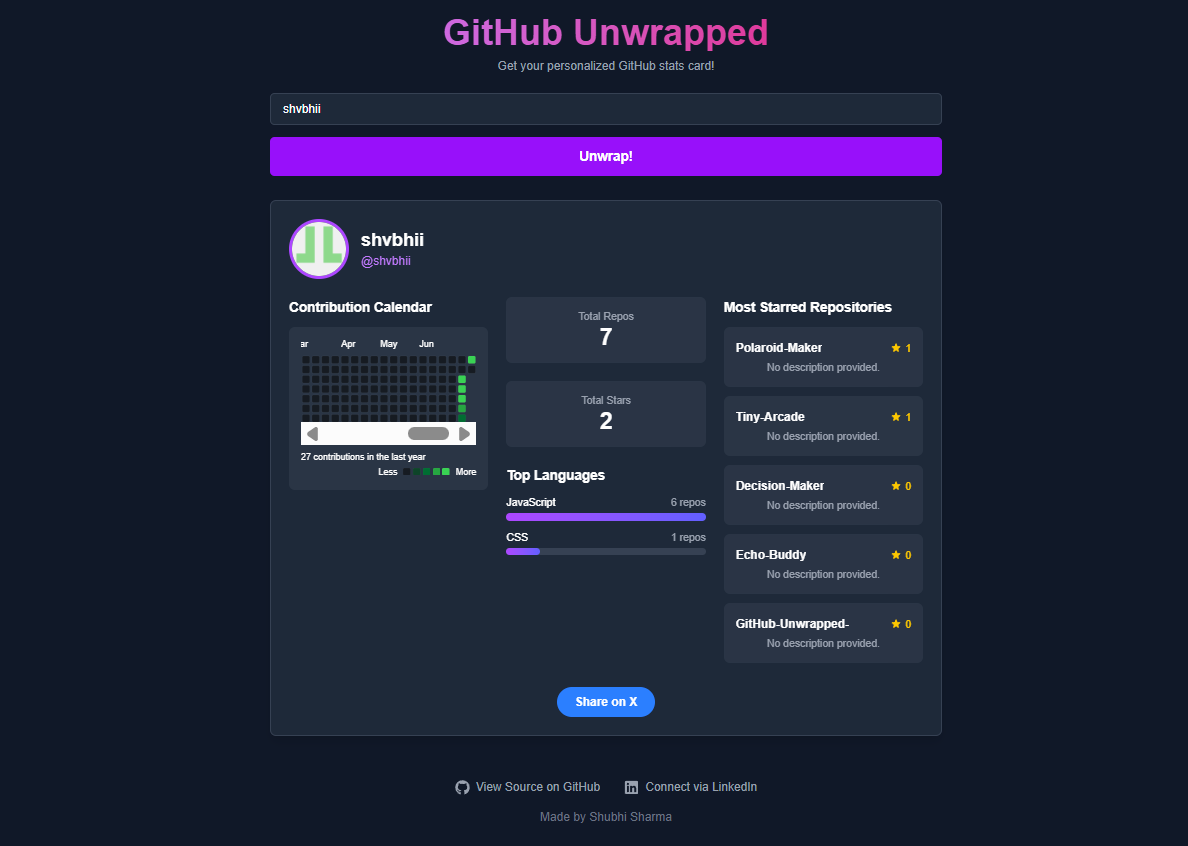 GitHub Unwrapped
Get your personalized GitHub stats card!
shvbhii
Unwrap!
shvbhii
@shvbhii
Contribution Calendar
ar Apr May Jun
27 contributions in the last year
Less More
Total Repos
7
Total Stars
2
Top Languages
JavaScript 6 repos
CSS 1 repos
Most Starred Repositories
Polaroid-Maker ★ 1
No description provided.
Tiny-Arcade ★ 1
No description provided.
Decision-Maker ★ 0
No description provided.
Echo-Buddy ★ 0
No description provided.
GitHub-Unwrapped- ★ 0
No description provided.
Share on X
View Source on GitHub Connect via LinkedIn
Made by Shubhi Sharma